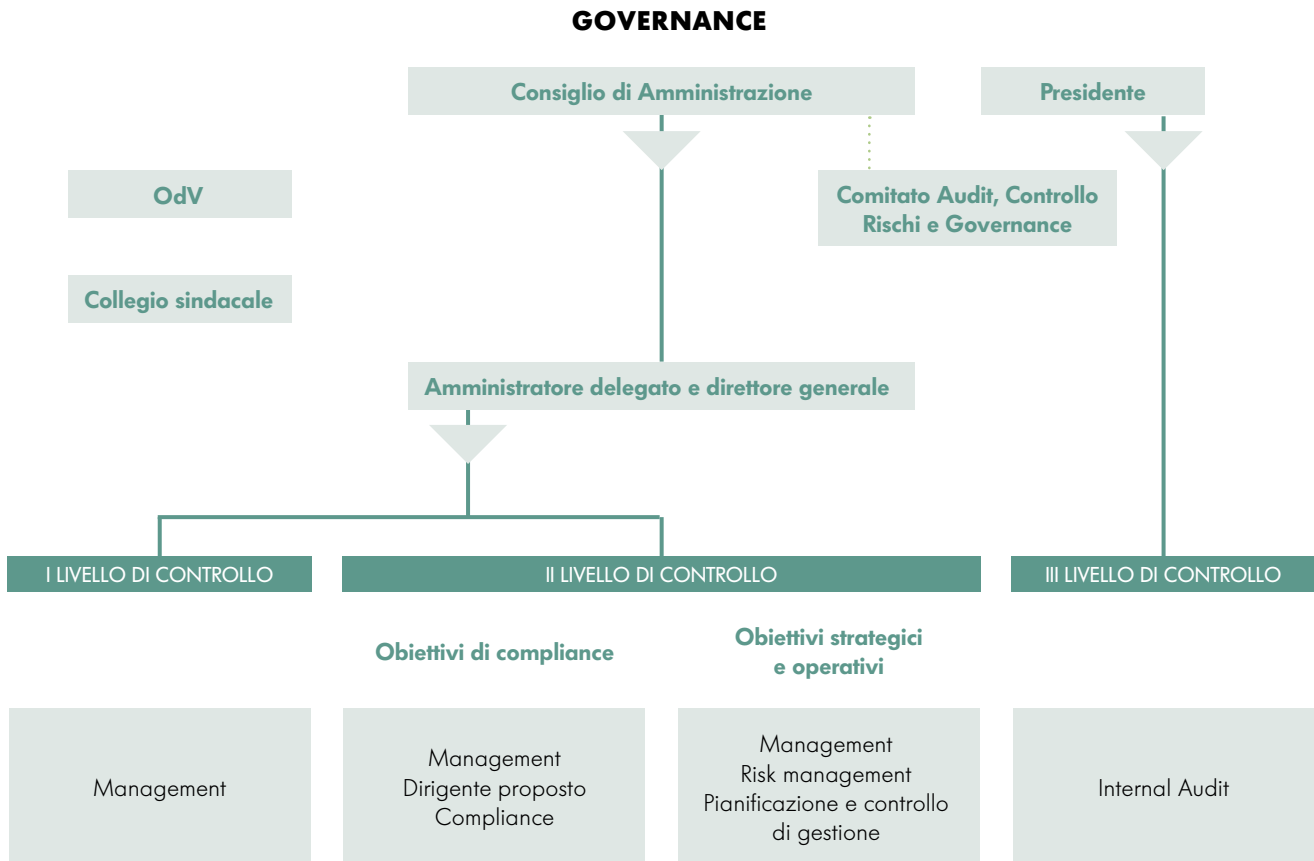 GOVERNANCE
Consiglio di Amministrazione
Presidente
OdV
Comitato Audit, Controllo
Rischi e Governance
Collegio sindacale
Amministratore delegato e direttore generale
I LIVELLO DI CONTROLLO
II LIVELLO DI CONTROLLO
III LIVELLO DI CONTROLLO
Obiettivi di compliance
Obiettivi strategici
e operativi
Management
Management
Dirigente proposto
Compliance
Management
Risk management
Pianificazione e controllo
di gestione
Internal Audit